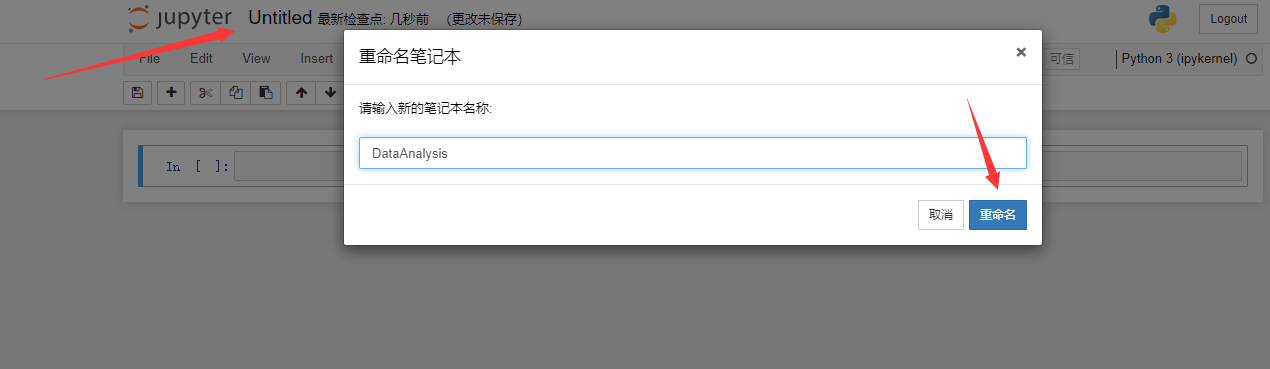 jupyter Untitled 最新检查点: 几秒前 (更改未保存)
Logout
File Edit View Insert
可信
Python 3 (ipykernel)
重命名笔记本
×
请输入新的笔记本名称:
DataAnalysis
取消 重命名
In [ ]: